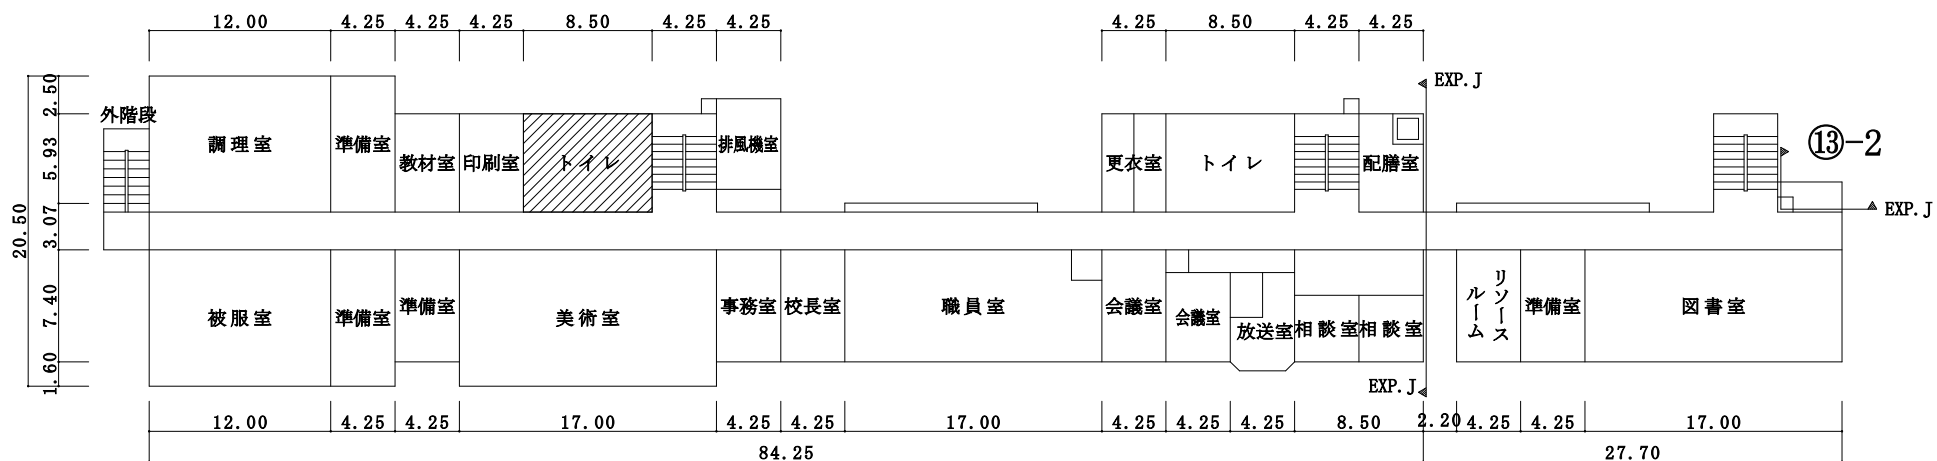 12.00 4.25 4.25 4.25 8.50 4.25 4.25 4.25 8.50 4.25 4.25
EXP.J
外階段
⑬-2
調理室 準備室 教材室 印刷室 トイレ 排風機室 更衣室 トイレ 配膳室
EXP.J
2.50
5.93
3.07
7.40
1.60
20.50
被服室 準備室 準備室 美術室 事務室 校長室 職員室 会議室 会議室 放送室 相談室 相談室 リソースルーム 準備室 図書室
EXP.J
12.00 4.25 4.25 17.00 4.25 4.25 17.00 4.25 4.25 4.25 8.50 2.20 4.25 4.25 17.00
84.25 27.70